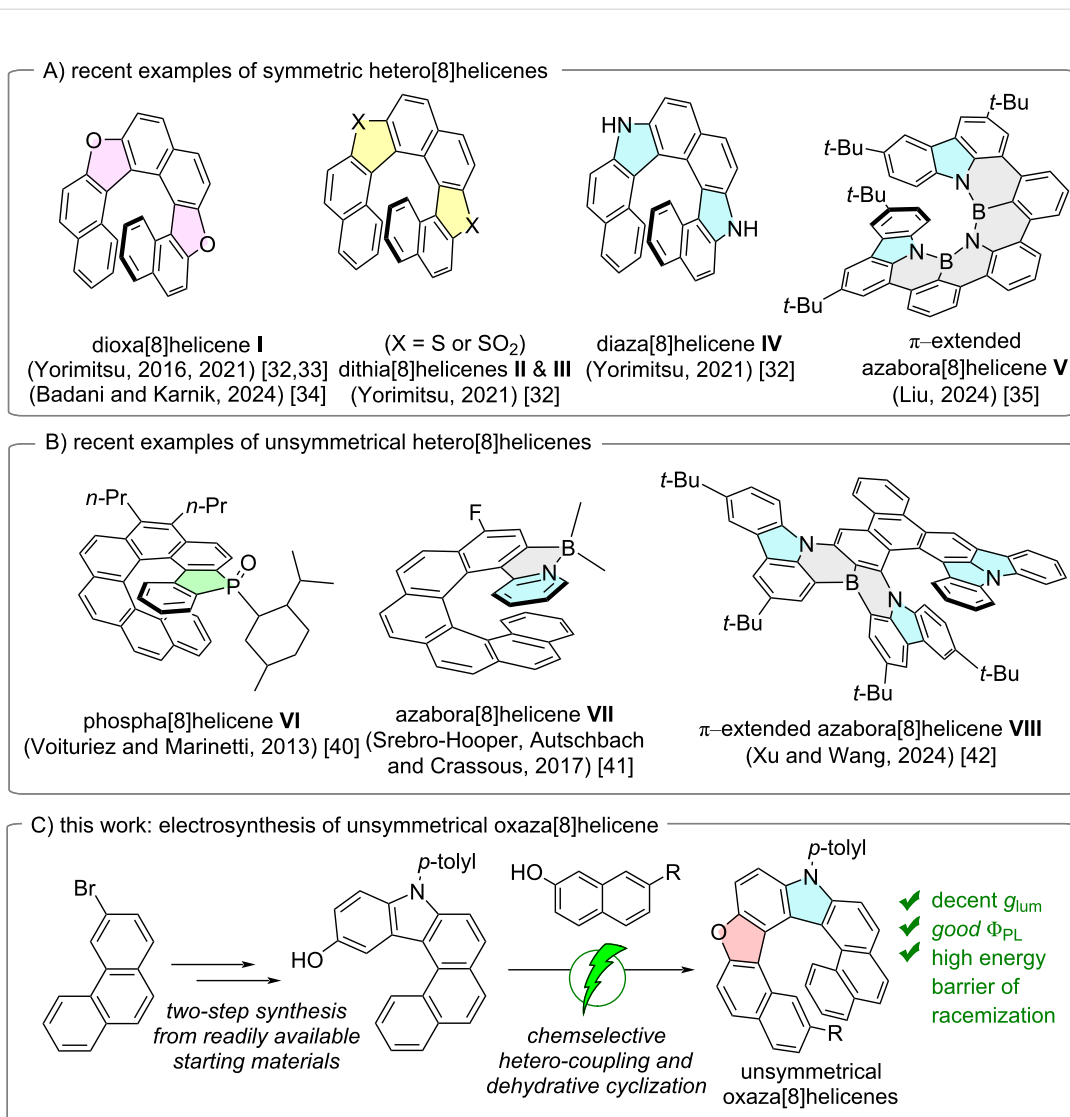 A) recent examples of symmetric hetero[8]helicenes
O
O
X
X
HN
NH
t-Bu
t-Bu
t-Bu
t-Bu
N
B
N
N
B
dioxa[8]helicene I
(Yorimitsu, 2016, 2021) [32,33]
(Badani and Karnik, 2024) [34]
(X = S or SO₂)
dithia[8]helicenes II & III
(Yorimitsu, 2021) [32]
diaza[8]helicene IV
(Yorimitsu, 2021) [32]
π–extended
azabora[8]helicene V
(Liu, 2024) [35]
B) recent examples of unsymmetrical hetero[8]helicenes
n-Pr
n-Pr
O
P
F
B
N
t-Bu
N
B
N
N
t-Bu
t-Bu
t-Bu
phospha[8]helicene VI
(Voituriez and Marinetti, 2013) [40]
azabora[8]helicene VII
(Srebro-Hooper, Autschbach
and Crassous, 2017) [41]
π–extended azabora[8]helicene VIII
(Xu and Wang, 2024) [42]
C) this work: electrosynthesis of unsymmetrical oxaza[8]helicene
Br
two-step synthesis
from readily available
starting materials
p-tolyl
N
HO
HO
R
chemselective
hetero-coupling and
dehydrative cyclization
p-tolyl
N
O
R
unsymmetrical
oxaza[8]helicenes
✔ decent g_lum
✔ good Φ_PL
✔ high energy
barrier of
racemization